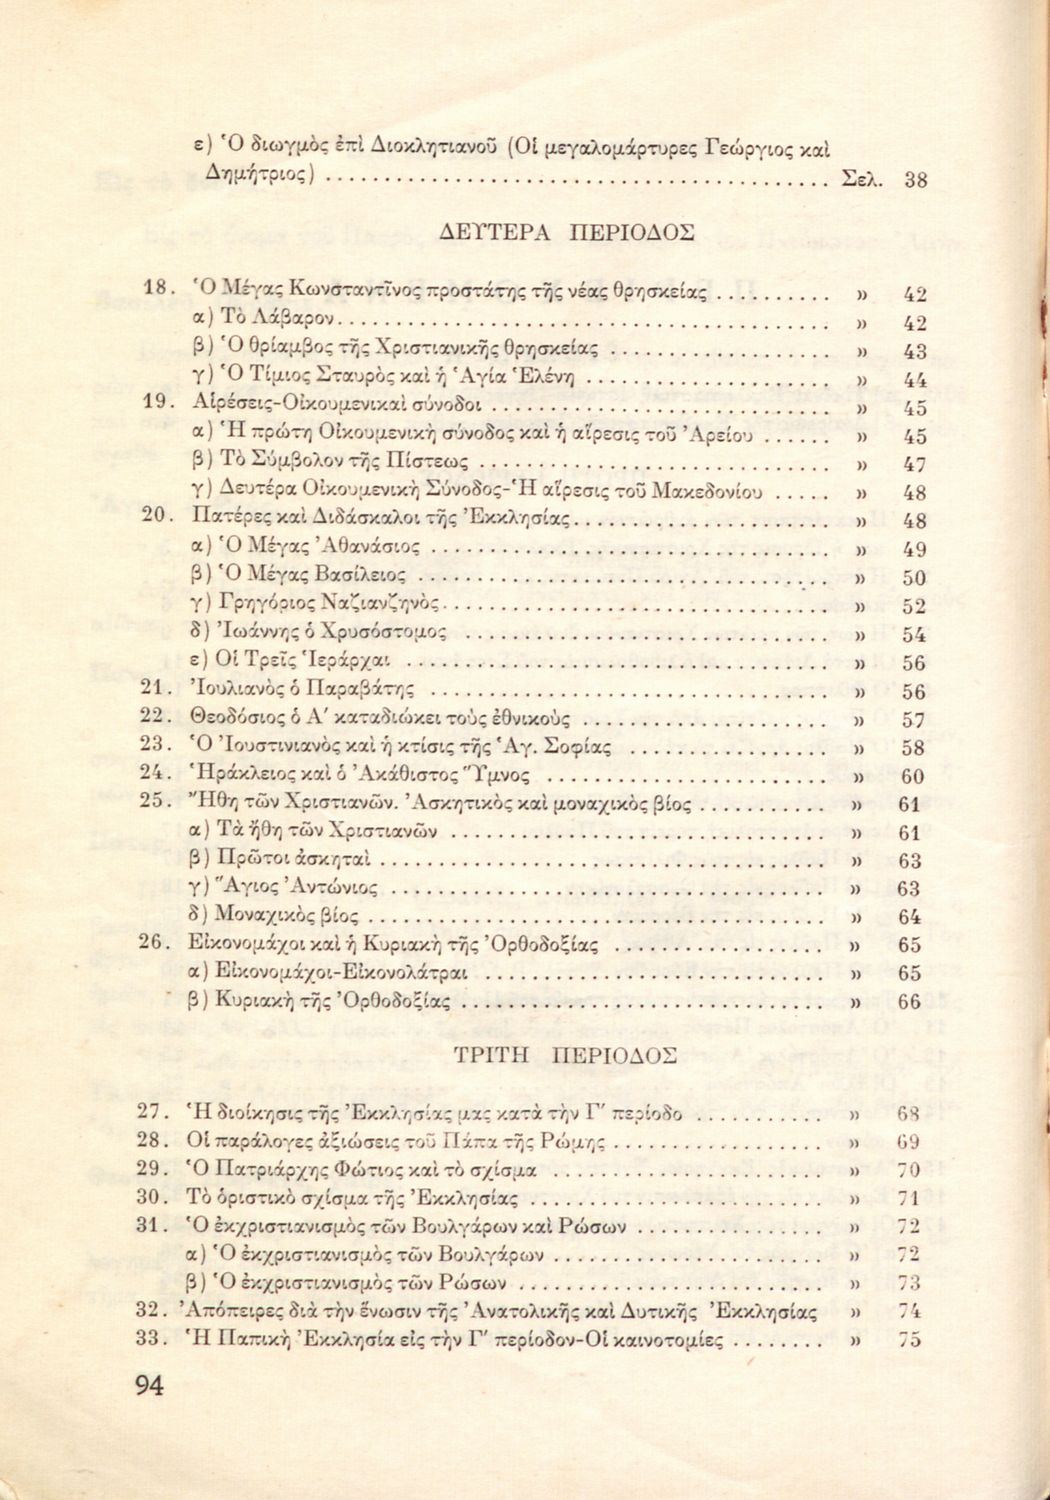 ε) Ὁ διωγμὸς ἐπὶ Διοκλητιανοῦ (Οἱ μεγαλομάρτυρες Γεώργιος καὶ
Δημήτριος) .......................................... Σελ. 38
ΔΕΥΤΕΡΑ ΠΕΡΙΟΔΟΣ
18. Ὁ Μέγας Κωνσταντῖνος προστάτης τῆς νέας θρησκείας .......... » 42
α) Τὸ Λάβαρον.......................................... » 42
β) Ὁ θρίαμβος τῆς Χριστιανικῆς θρησκείας ................... » 43
γ) Ὁ Τίμιος Σταυρὸς καὶ ἡ Ἁγία Ἑλένη ..................... » 44
19. Αἱρέσεις-Οἰκουμενικαὶ σύνοδοι ............................. » 45
α) Ἡ πρώτη Οἰκουμενικὴ σύνοδος καὶ ἡ αἵρεσις τοῦ Ἀρείου ...... » 45
β) Τὸ Σύμβολον τῆς Πίστεως .............................. » 47
γ) Δευτέρα Οἰκουμενικὴ Σύνοδος-Ἡ αἵρεσις τοῦ Μακεδονίου ..... » 48
20. Πατέρες καὶ Διδάσκαλοι τῆς Ἐκκλησίας...................... » 48
α) Ὁ Μέγας Ἀθανάσιος .................................. » 49
β) Ὁ Μέγας Βασίλειος ................................... » 50
γ) Γρηγόριος Ναζιανζηνὸς................................. » 52
δ) Ἰωάννης ὁ Χρυσόστομος ............................... » 54
ε) Οἱ Τρεῖς Ἱεράρχαι .................................... » 56
21. Ἰουλιανὸς ὁ Παραβάτης .................................. » 56
22. Θεοδόσιος ὁ Α′ καταδιώκει τοὺς ἐθνικοὺς ..................... » 57
23. Ὁ Ἰουστινιανὸς καὶ ἡ κτίσις τῆς Ἁγ. Σοφίας ................. » 58
24. Ἡράκλειος καὶ ὁ Ἀκάθιστος Ὕμνος ........................ » 60
25. Ἤθη τῶν Χριστιανῶν. Ἀσκητικὸς καὶ μοναχικὸς βίος ........... » 61
α) Τὰ ἤθη τῶν Χριστιανῶν ................................ » 61
β) Πρῶτοι ἀσκηταὶ ...................................... » 63
γ) Ἅγιος Ἀντώνιος ..................................... » 63
δ) Μοναχικὸς βίος ....................................... » 64
26. Εἰκονομάχοι καὶ ἡ Κυριακὴ τῆς Ὀρθοδοξίας .................. » 65
α) Εἰκονομάχοι-Εἰκονολάτραι ............................. » 65
β) Κυριακὴ τῆς Ὀρθοδοξίας ............................... » 66
ΤΡΙΤΗ ΠΕΡΙΟΔΟΣ
27. Ἡ διοίκησις τῆς Ἐκκλησίας μας κατὰ τὴν Γ′ περίοδο ........... » 68
28. Οἱ παράλογες ἀξιώσεις τοῦ Πάπα τῆς Ρώμης .................. » 69
29. Ὁ Πατριάρχης Φώτιος καὶ τὸ σχίσμα ....................... » 70
30. Τὸ ὁριστικὸ σχίσμα τῆς Ἐκκλησίας ......................... » 71
31. Ὁ ἐκχριστιανισμὸς τῶν Βουλγάρων καὶ Ρώσων ................ » 72
α) Ὁ ἐκχριστιανισμὸς τῶν Βουλγάρων ....................... » 72
β) Ὁ ἐκχριστιανισμὸς τῶν Ρώσων .......................... » 73
32. Ἀπόπειρες διὰ τὴν ἕνωσιν τῆς Ἀνατολικῆς καὶ Δυτικῆς Ἐκκλησίας » 74
33. Ἡ Παπικὴ Ἐκκλησία εἰς τὴν Γ′ περίοδον-Οἱ καινοτομίες ........ » 75
94